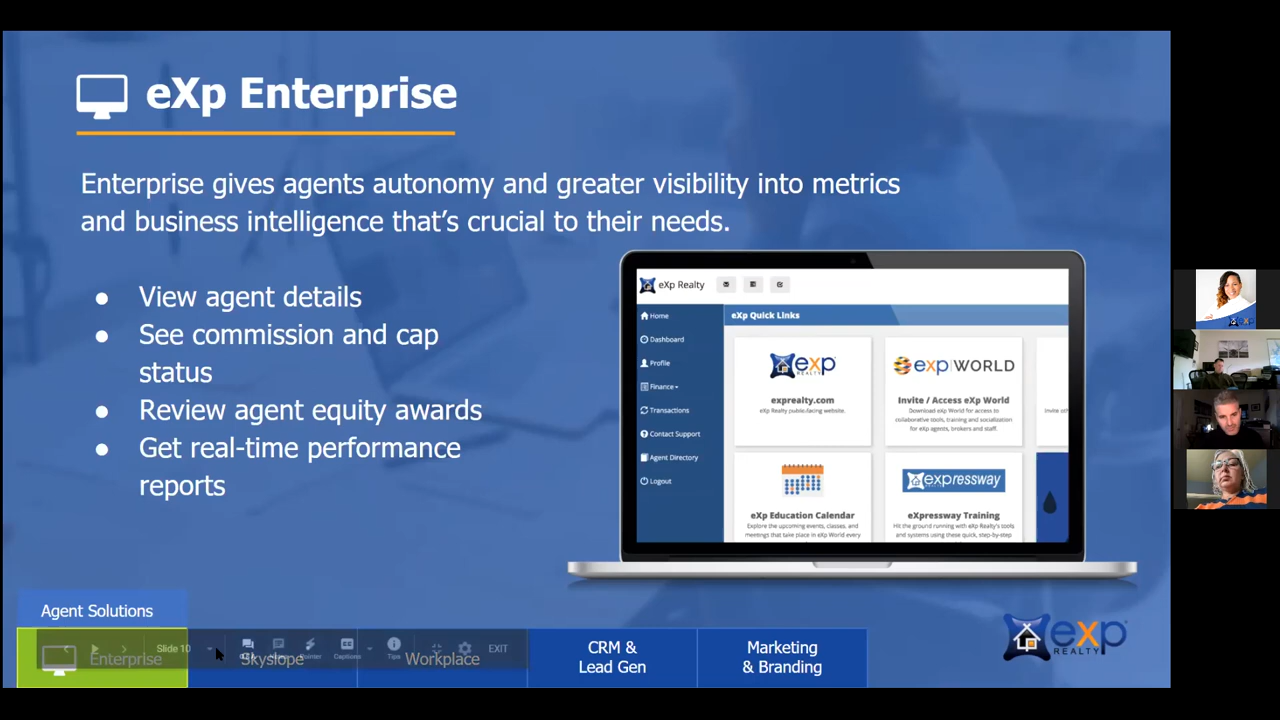 eXp Enterprise
Enterprise gives agents autonomy and greater visibility into metrics
and business intelligence that’s crucial to their needs.
● View agent details
● See commission and cap
status
● Review agent equity awards
● Get real-time performance
reports
eXp Realty
Home
Dashboard
Profile
Finance
Transactions
Contact Support
Agent Directory
Logout
eXp Quick Links
exp
REALTY
exprealty.com
eXp Realty public-facing website.
exp WORLD
Invite / Access eXp World
Download eXp World for access to
collaborative tools, training and socialization
for eXp agents, brokers and staff.
eXp Education Calendar
Explore the upcoming events, classes, and
meetings that take place in eXp World every
expressway
eXpressway Training
Hit the ground running with eXp Realty's tools
and systems using these quick, step-by-step
Agent Solutions
Enterprise
Slide 10
Skyslope
Pointer
Captions
Tips
EXIT
Workplace
CRM &
Lead Gen
Marketing
& Branding
exp
REALTY